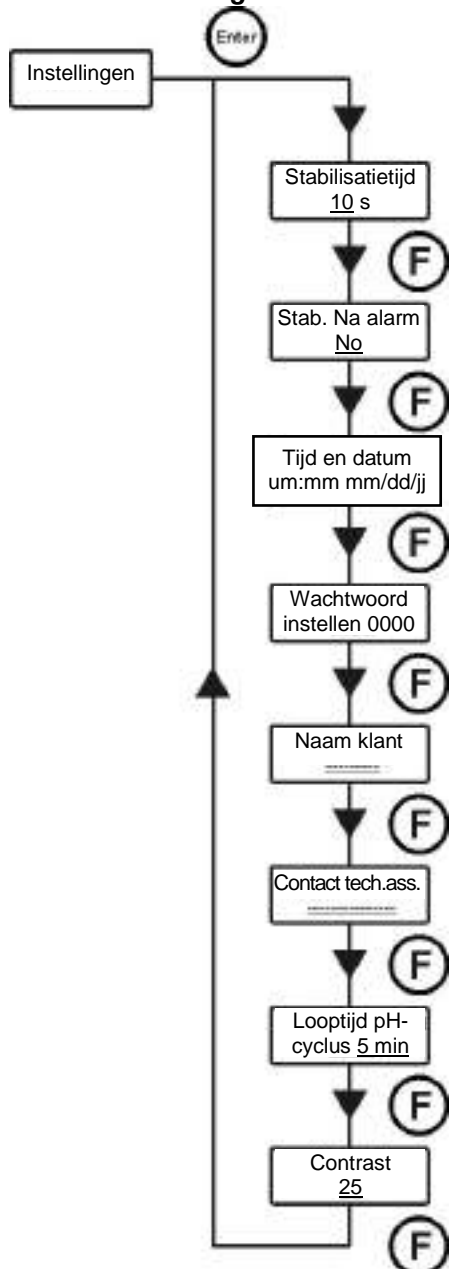 Enter
Instellingen
Stabilisatietijd
10 s
F
Stab. Na alarm
No
F
Tijd en datum
um:mm mm/dd/jj
F
Wachtwoord
instellen 0000
F
Naam klant
F
Contact tech.ass.
F
Looptijd pH-
cyclus 5 min
F
Contrast
25
F